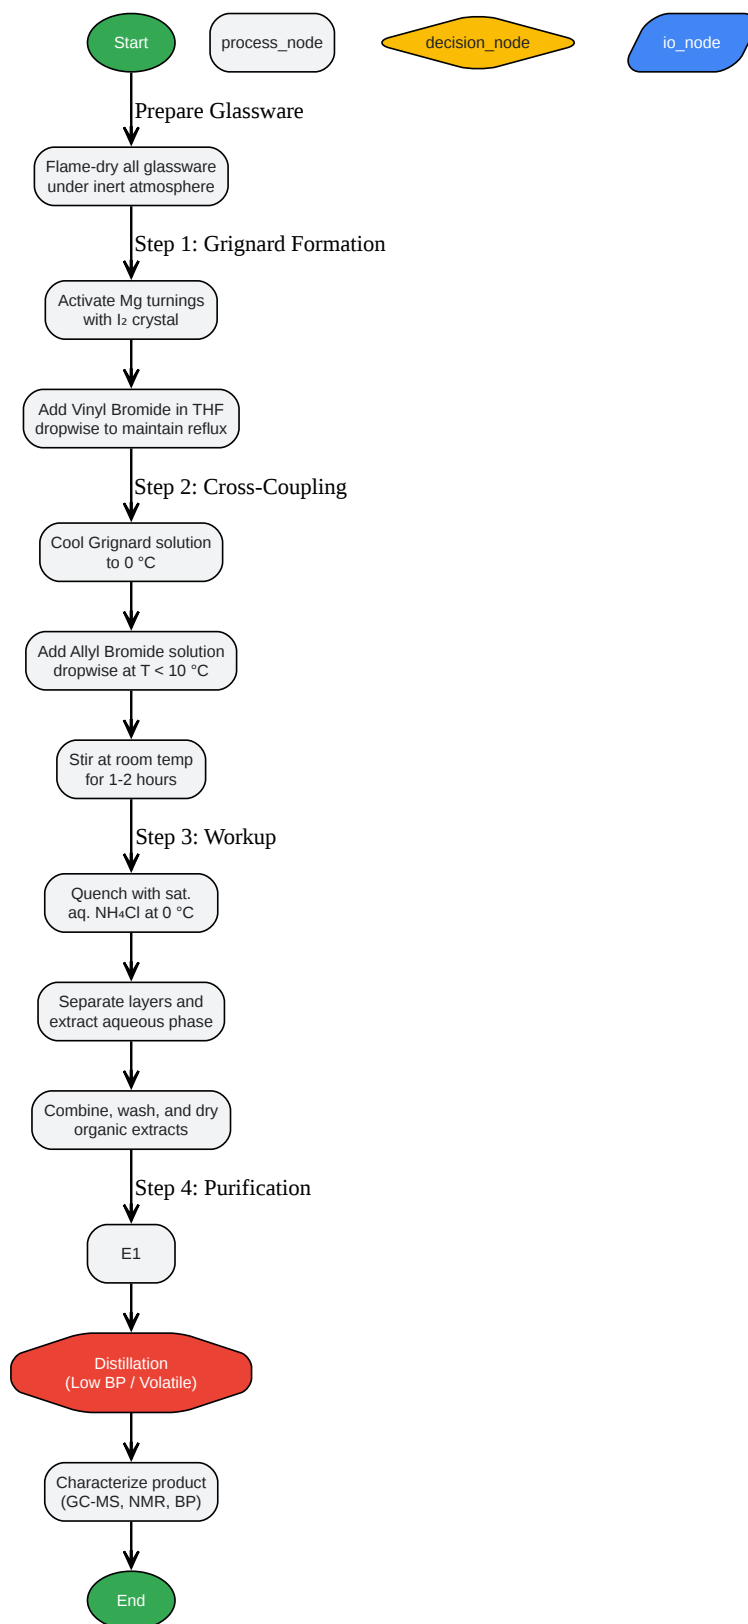 Start
process_node
decision_node
io_node
Prepare Glassware
Flame-dry all glassware
under inert atmosphere
Step 1: Grignard Formation
Activate Mg turnings
with I₂ crystal
Add Vinyl Bromide in THF
dropwise to maintain reflux
Step 2: Cross-Coupling
Cool Grignard solution
to 0 °C
Add Allyl Bromide solution
dropwise at T < 10 °C
Stir at room temp
for 1-2 hours
Step 3: Workup
Quench with sat.
aq. NH₄Cl at 0 °C
Separate layers and
extract aqueous phase
Combine, wash, and dry
organic extracts
Step 4: Purification
E1
Distillation
(Low BP / Volatile)
Characterize product
(GC-MS, NMR, BP)
End